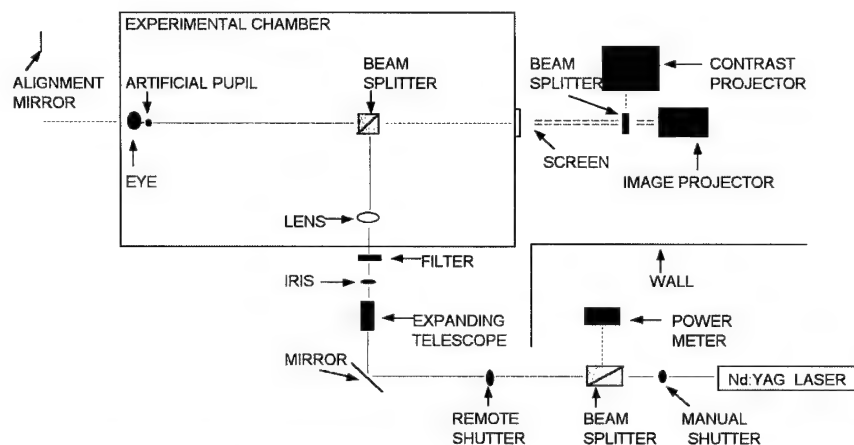 EXPERIMENTAL CHAMBER
ALIGNMENT
MIRROR
ARTIFICIAL PUPIL
BEAM
SPLITTER
BEAM
SPLITTER
CONTRAST
PROJECTOR
EYE
SCREEN
IMAGE PROJECTOR
LENS
FILTER
IRIS
WALL
EXPANDING
TELESCOPE
POWER
METER
MIRROR
Nd:YAG LASER
REMOTE
SHUTTER
BEAM
SPLITTER
MANUAL
SHUTTER